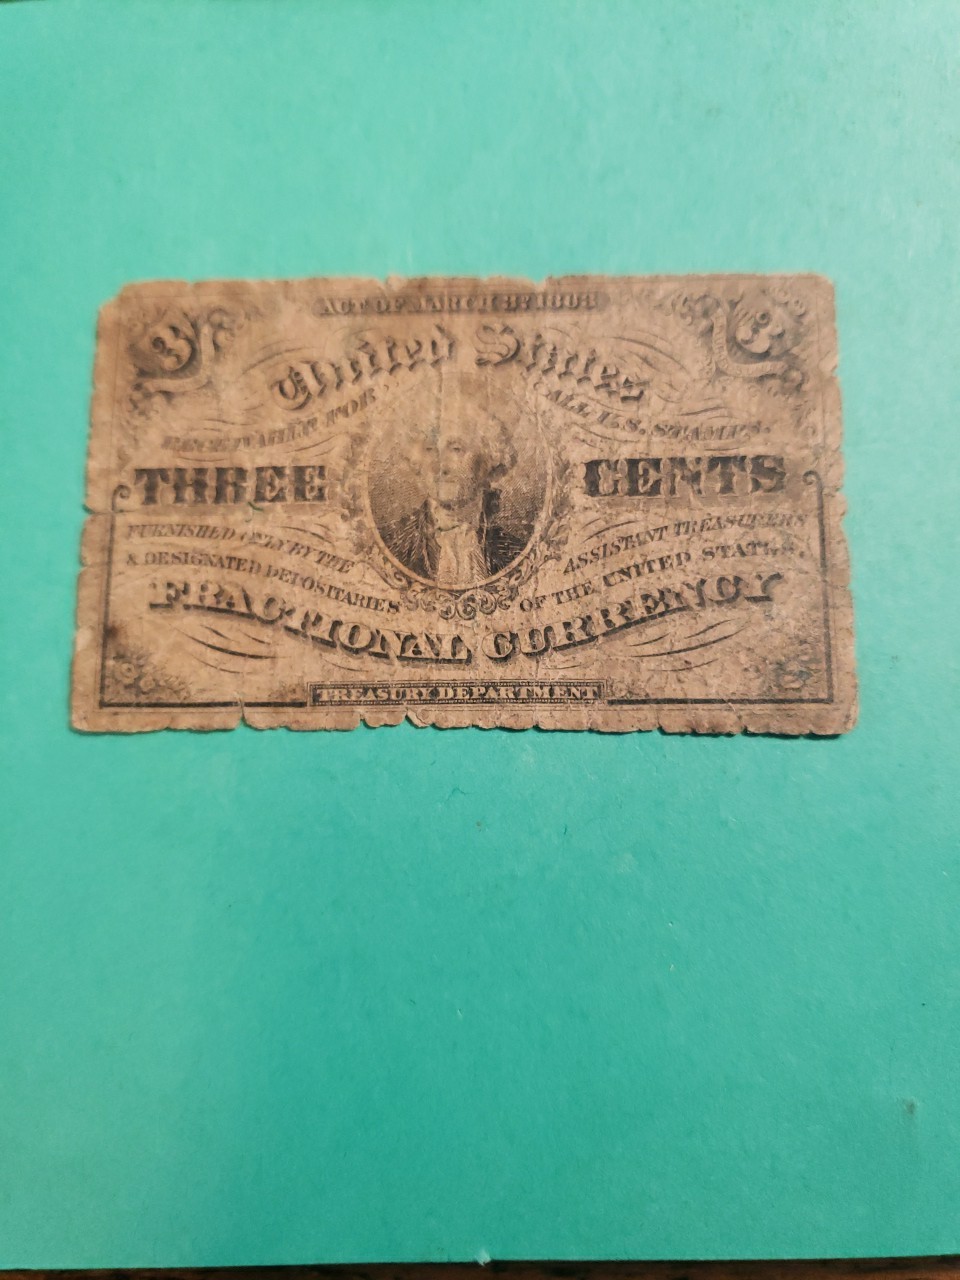 ACT OF MARCH 3D 1863
3 3
United States
RECEIVABLE FOR ALL U.S. STAMPS.
THREE CENTS
FURNISHED ONLY BY THE ASSISTANT TREASURERS
& DESIGNATED DEPOSITARIES OF THE UNITED STATES.
FRACTIONAL CURRENCY
TREASURY DEPARTMENT